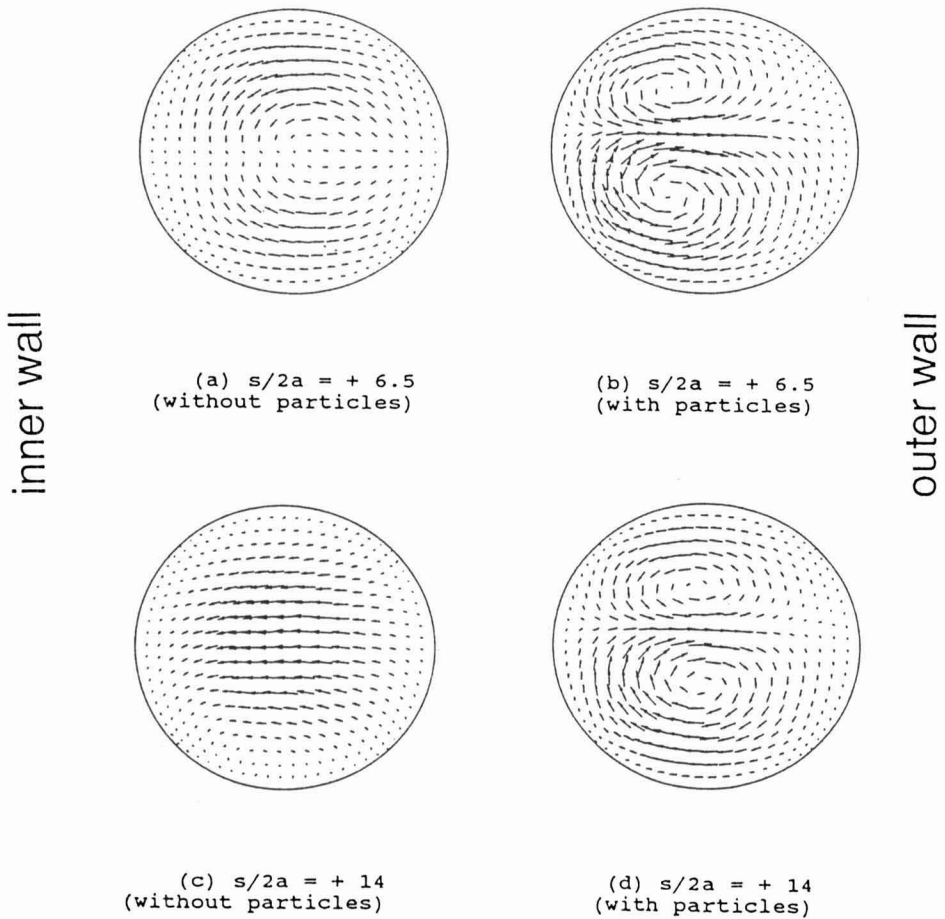 inner wall
outer wall
(a) s/2a = + 6.5
(without particles)
(b) s/2a = + 6.5
(with particles)
(c) s/2a = + 14
(without particles)
(d) s/2a = + 14
(with particles)